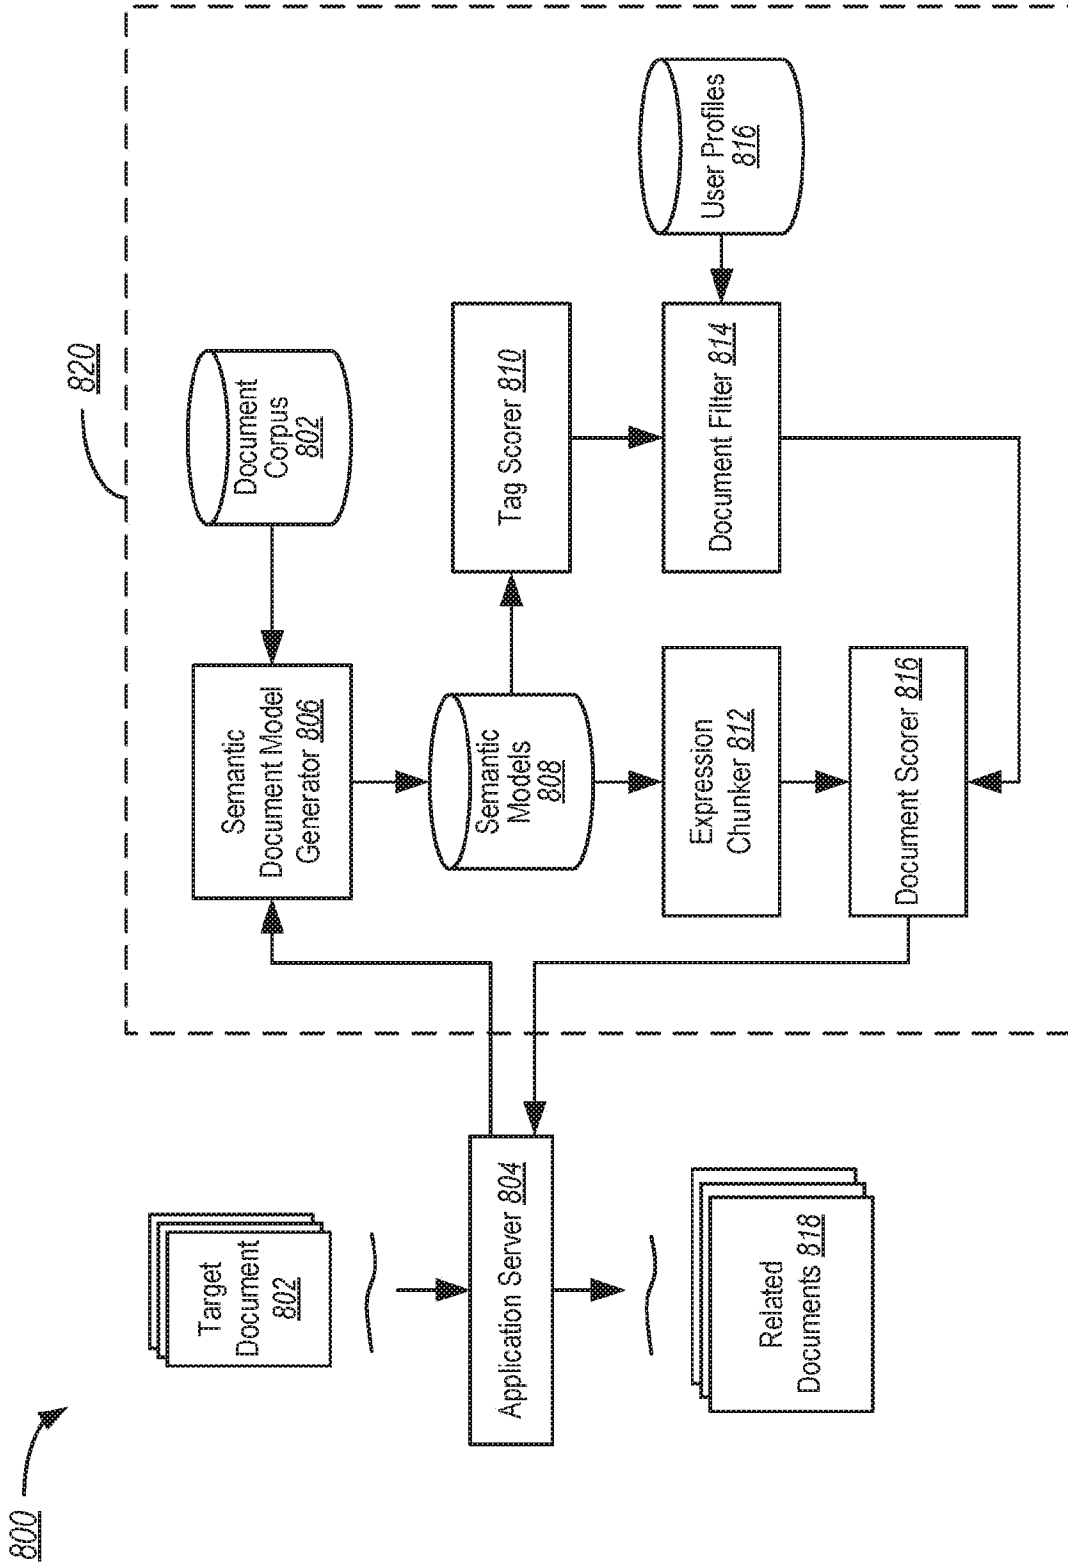 800
820
Target
Document
802
Application Server 804
Related
Documents 818
Semantic
Document Model
Generator 806
Document
Corpus
802
Semantic
Models
808
Tag Scorer 810
Expression
Chunker 812
Document Filter 814
User Profiles
816
Document Scorer 816